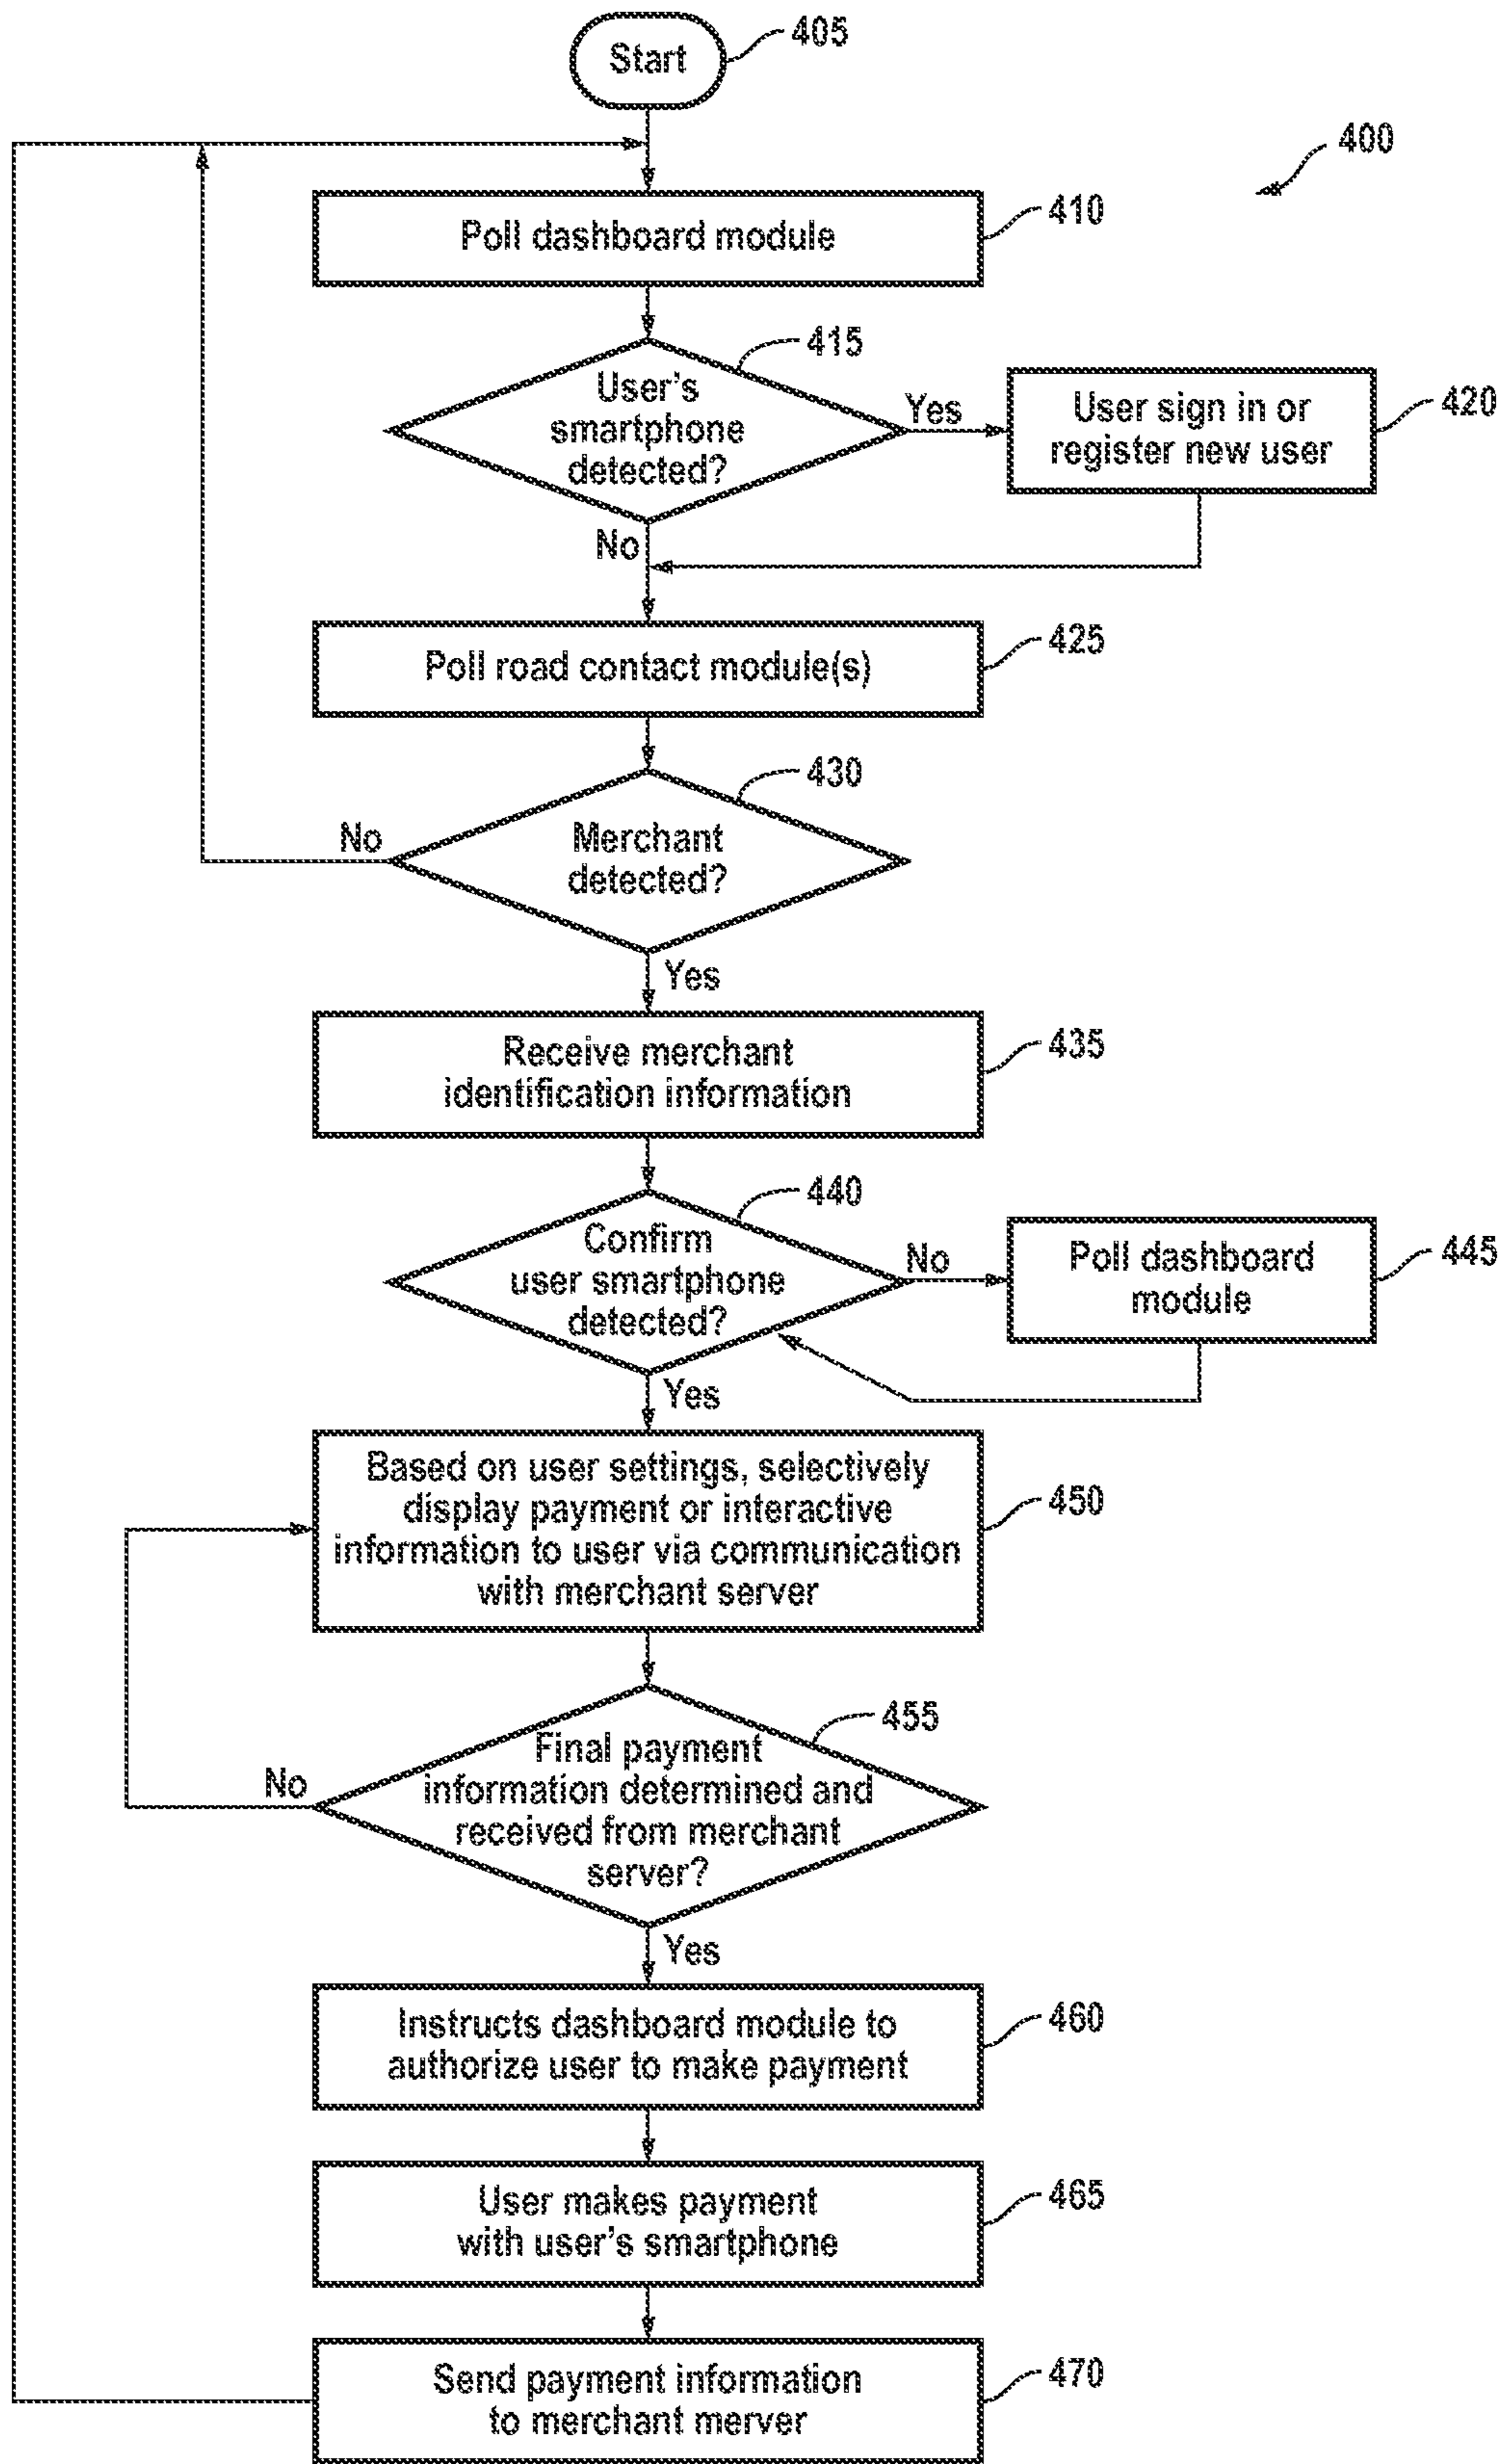 Start
405
400
Poll dashboard module
410
415
User's
smartphone
detected?
Yes
User sign in or
register new user
420
No
Poll road contact module(s)
425
430
Merchant
detected?
No
Yes
Receive merchant
identification information
435
440
Confirm
user smartphone
detected?
No
Poll dashboard
module
445
Yes
Based on user settings, selectively
display payment or interactive
information to user via communication
with merchant server
450
455
Final payment
information determined and
received from merchant
server?
No
Yes
Instructs dashboard module to
authorize user to make payment
460
User makes payment
with user's smartphone
465
Send payment information
to merchant merver
470